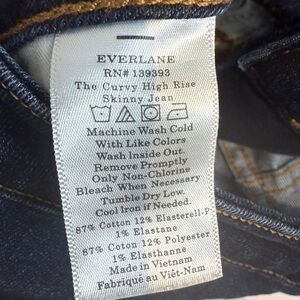 EVERLANE
RN# 139393
The Curvy High Rise
Skinny Jean
Machine Wash Cold
With Like Colors
Wash Inside Out.
Remove Promptly
Only Non-Chlorine
Bleach When Necessary
Tumble Dry Low.
Cool Iron if Needed.
87% Cotton 12% Elasterell-P
1% Elastane
87% Coton 12% Polyester
1% Elasthanne
Made in Vietnam
Fabriqué au Viêt-Nam